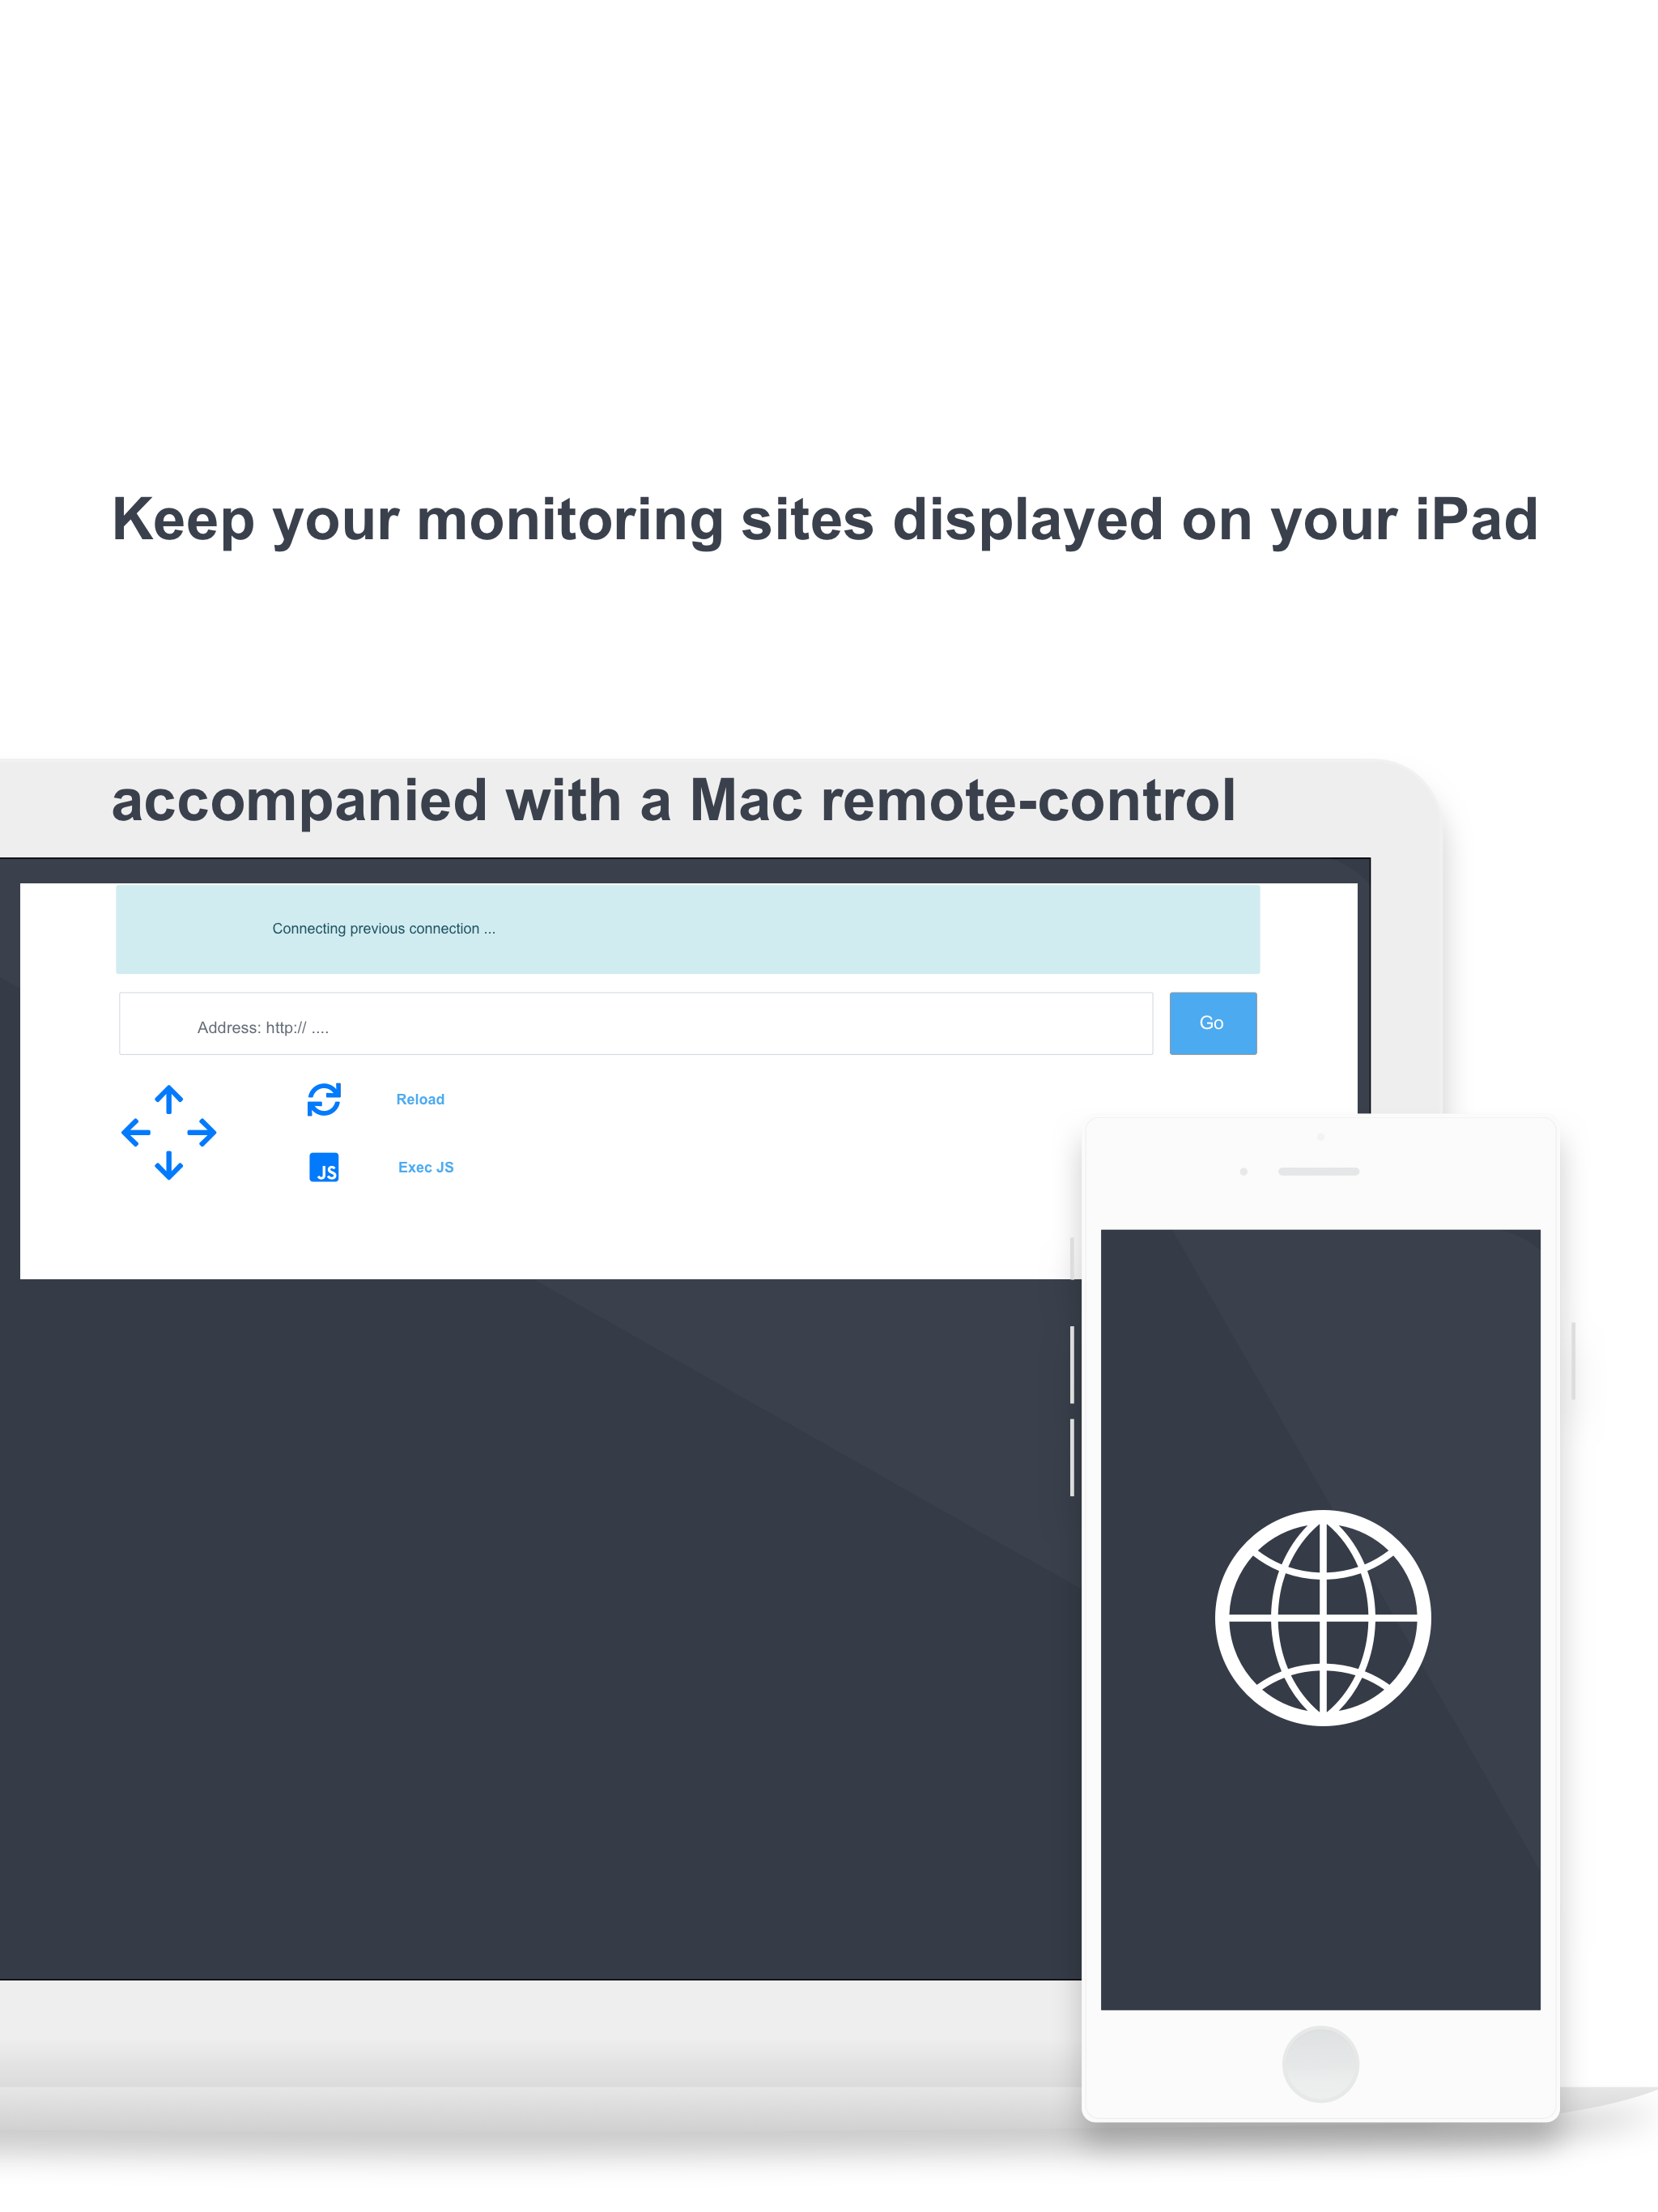 Keep your monitoring sites displayed on your iPad
accompanied with a Mac remote-control
Connecting previous connection ...
Address: http:// ....
Go
Reload
JS
Exec JS